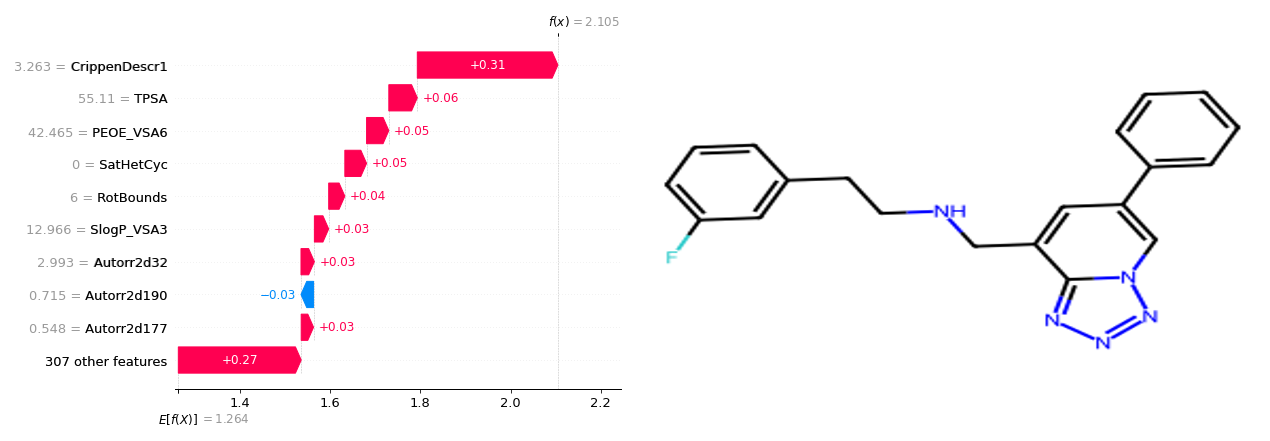 f(x) = 2.105
3.263 = CrippenDescr1
+0.31
55.11 = TPSA
+0.06
42.465 = PEOE_VSA6
+0.05
0 = SatHetCyc
+0.05
6 = RotBounds
+0.04
12.966 = SlogP_VSA3
+0.03
2.993 = Autorr2d32
+0.03
0.715 = Autorr2d190
−0.03
0.548 = Autorr2d177
+0.03
307 other features
+0.27
1.4 1.6 1.8 2.0 2.2
E[f(X)] = 1.264
F
NH
N
N
N
N